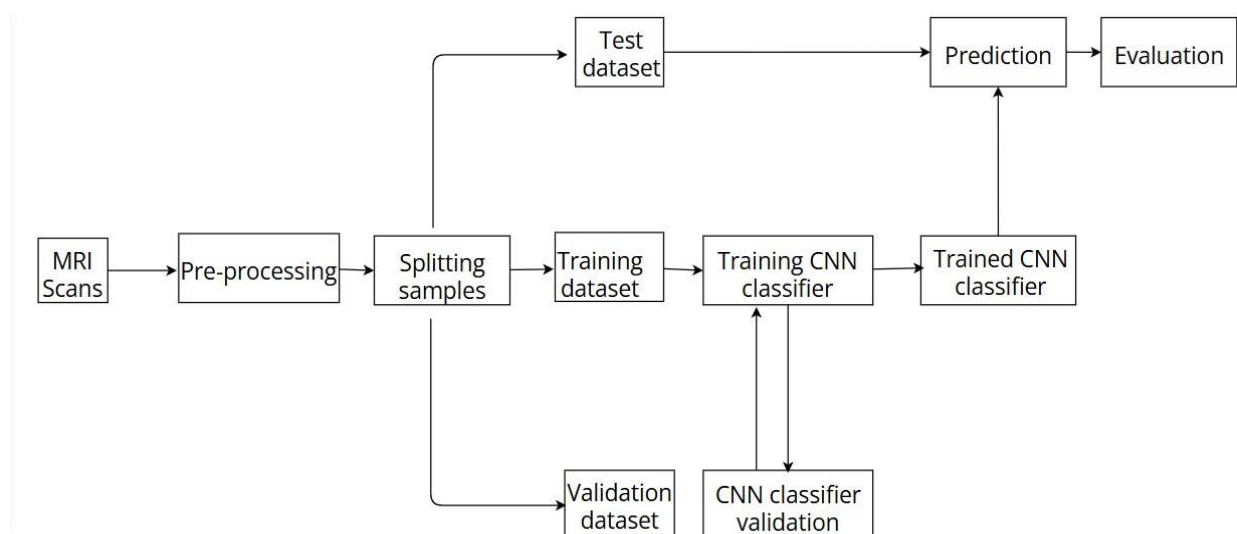 Test
dataset
Prediction
Evaluation
MRI
Scans
Pre-processing
Splitting
samples
Training
dataset
Training CNN
classifier
Trained CNN
classifier
Validation
dataset
CNN classifier
validation